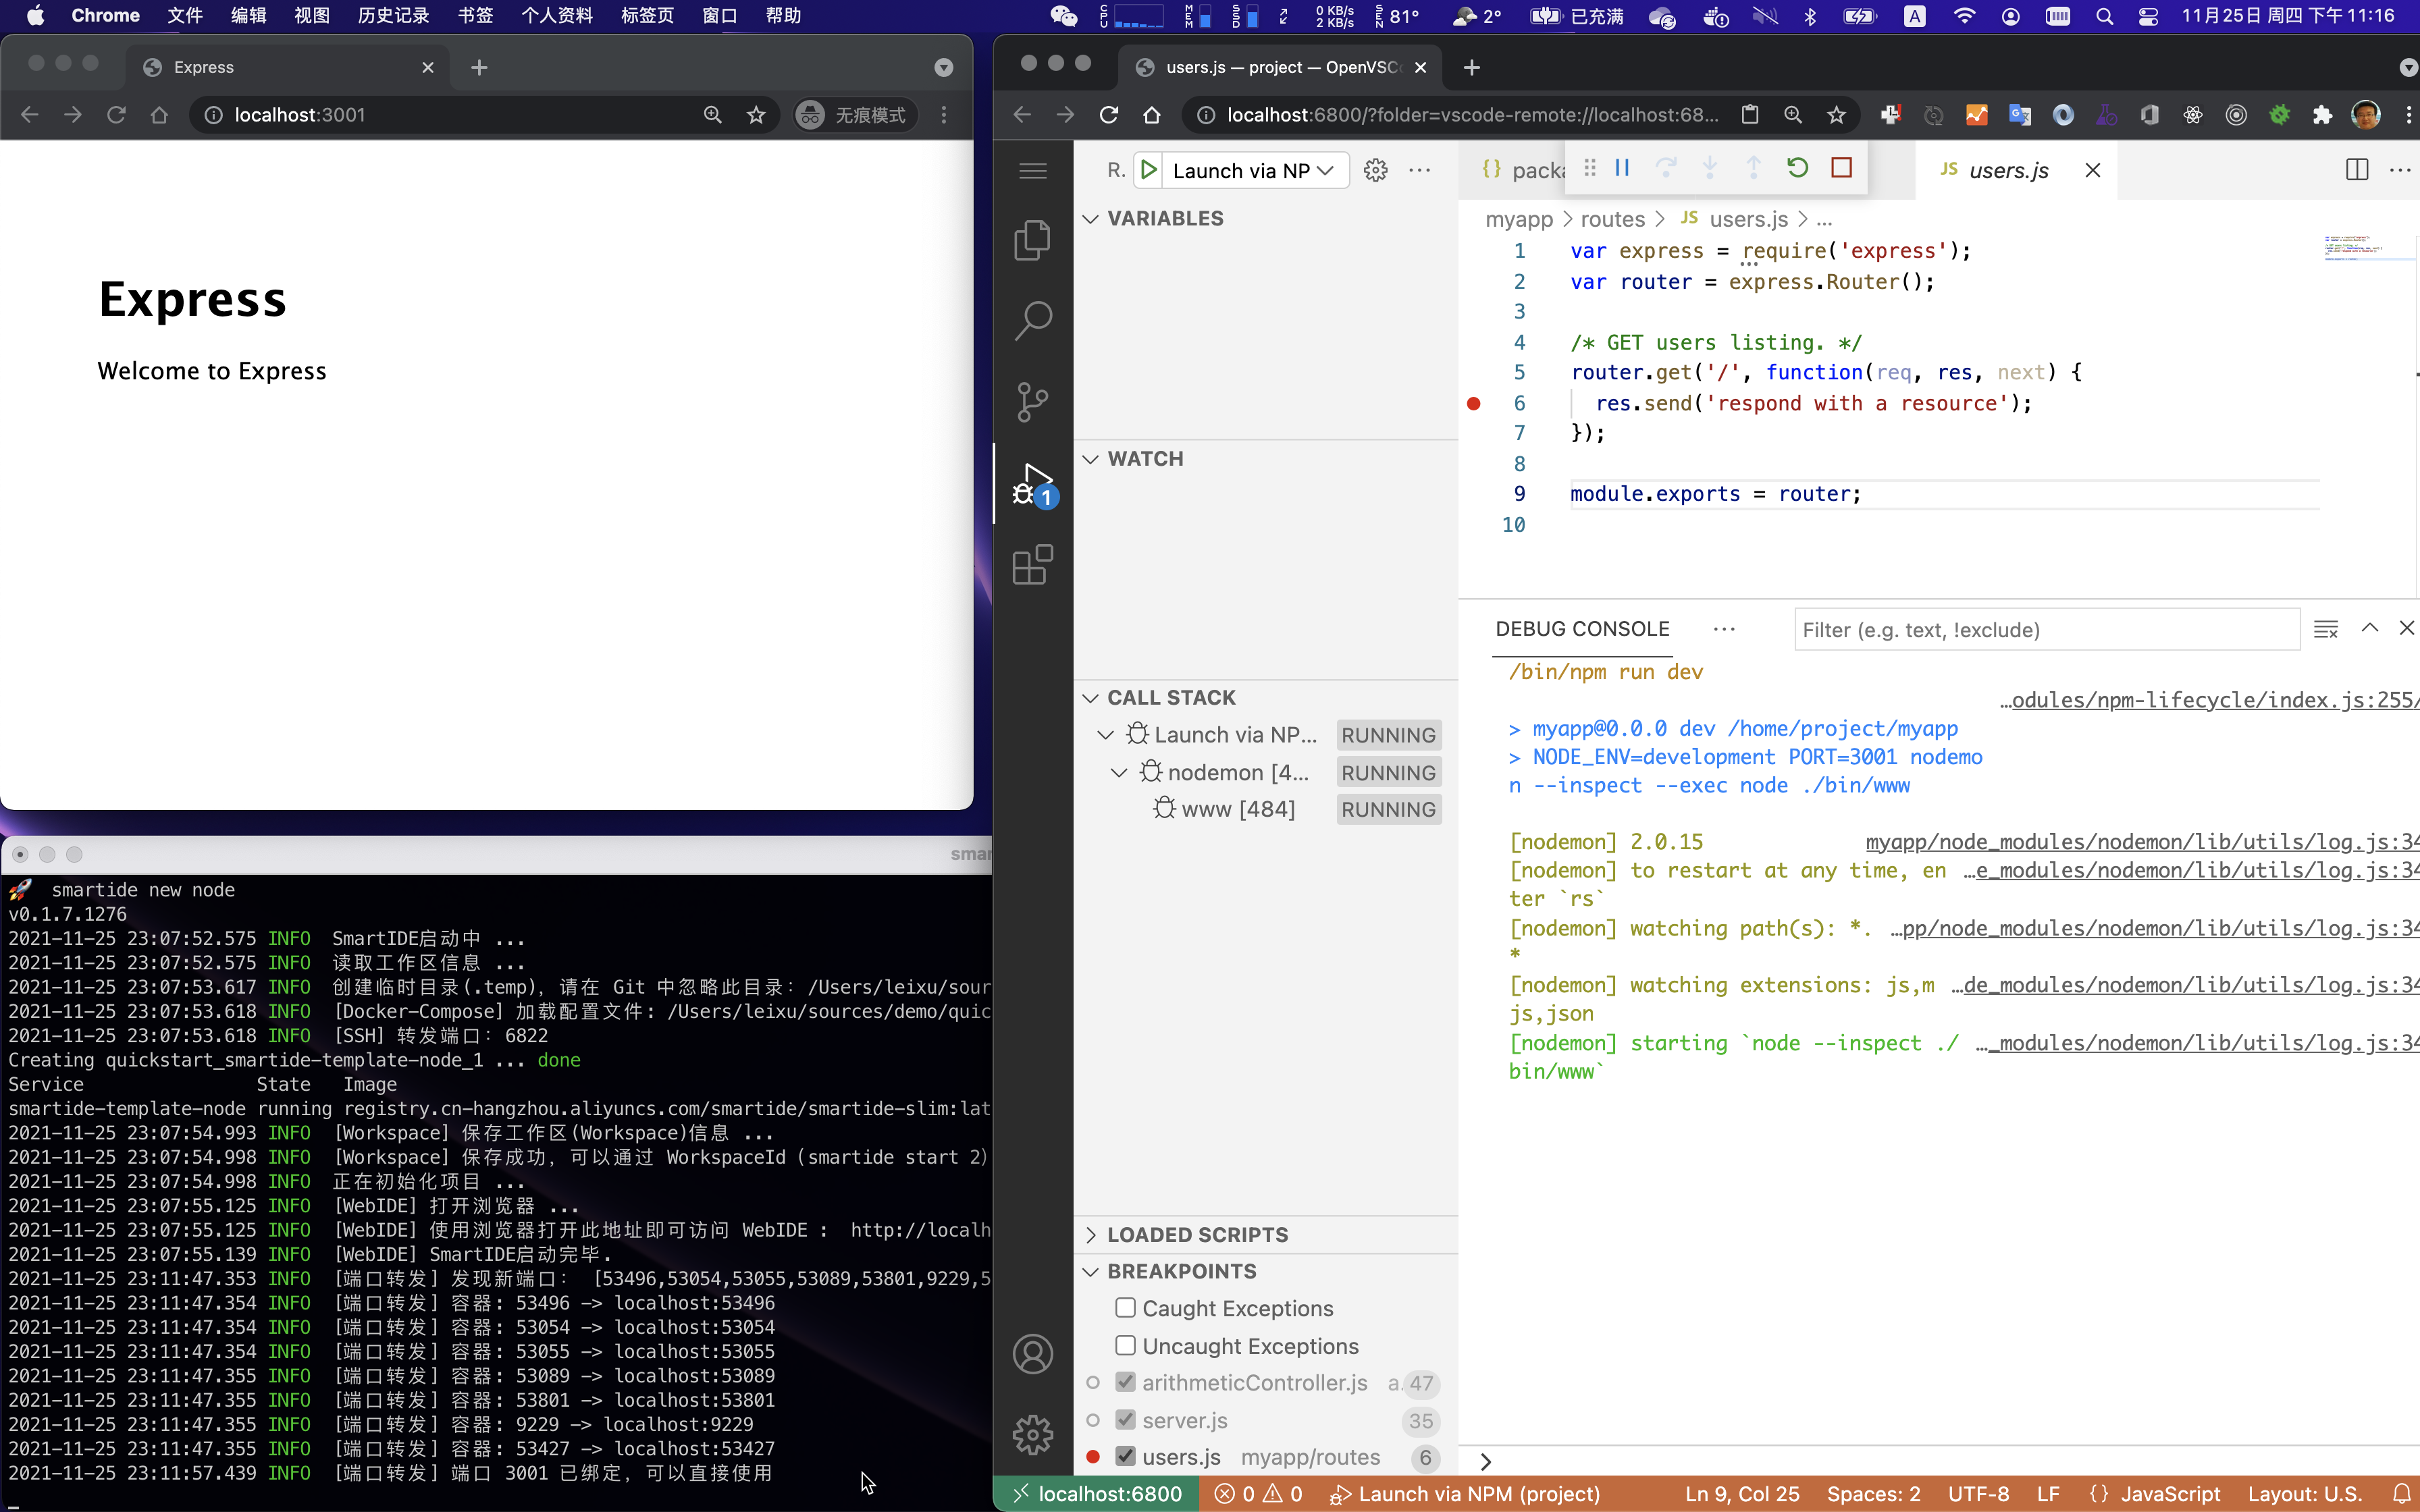 Chrome 文件 编辑 视图 历史记录 书签 个人资料 标签页 窗口 帮助
CPU MEM SSD 0 KB/s 2 KB/s SEN 81° 2° 已充满 A 11月25日 周四 下午11:16
Express
localhost:3001 无痕模式
Express
Welcome to Express
smar
smartide new node
v0.1.7.1276
2021-11-25 23:07:52.575 INFO SmartIDE启动中 ...
2021-11-25 23:07:52.575 INFO 读取工作区信息 ...
2021-11-25 23:07:53.617 INFO 创建临时目录(.temp), 请在 Git 中忽略此目录: /Users/leixu/sour
2021-11-25 23:07:53.618 INFO [Docker-Compose] 加载配置文件: /Users/leixu/sources/demo/quic
2021-11-25 23:07:53.618 INFO [SSH] 转发端口: 6822
Creating quickstart_smartide-template-node_1 ... done
Service State Image
smartide-template-node running registry.cn-hangzhou.aliyuncs.com/smartide/smartide-slim:lat
2021-11-25 23:07:54.993 INFO [Workspace] 保存工作区(Workspace)信息 ...
2021-11-25 23:07:54.998 INFO [Workspace] 保存成功, 可以通过 WorkspaceId (smartide start 2)
2021-11-25 23:07:54.998 INFO 正在初始化项目 ...
2021-11-25 23:07:55.125 INFO [WebIDE] 打开浏览器 ...
2021-11-25 23:07:55.125 INFO [WebIDE] 使用浏览器打开此地址即可访问 WebIDE : http://localh
2021-11-25 23:07:55.139 INFO [WebIDE] SmartIDE启动完毕.
2021-11-25 23:11:47.353 INFO [端口转发] 发现新端口: [53496,53054,53055,53089,53801,9229,5
2021-11-25 23:11:47.354 INFO [端口转发] 容器: 53496 -> localhost:53496
2021-11-25 23:11:47.354 INFO [端口转发] 容器: 53054 -> localhost:53054
2021-11-25 23:11:47.354 INFO [端口转发] 容器: 53055 -> localhost:53055
2021-11-25 23:11:47.355 INFO [端口转发] 容器: 53089 -> localhost:53089
2021-11-25 23:11:47.355 INFO [端口转发] 容器: 53801 -> localhost:53801
2021-11-25 23:11:47.355 INFO [端口转发] 容器: 9229 -> localhost:9229
2021-11-25 23:11:47.355 INFO [端口转发] 容器: 53427 -> localhost:53427
2021-11-25 23:11:57.439 INFO [端口转发] 端口 3001 已绑定, 可以直接使用
users.js — project — OpenVSCo
localhost:6800/?folder=vscode-remote://localhost:68...
R. Launch via NP
VARIABLES
WATCH
1
CALL STACK
Launch via NP... RUNNING
nodemon [4... RUNNING
www [484] RUNNING
LOADED SCRIPTS
BREAKPOINTS
Caught Exceptions
Uncaught Exceptions
arithmeticController.js a. 47
server.js 35
users.js myapp/routes 6
{} packa JS users.js
myapp > routes > JS users.js > ...
1 var express = require('express');
2 var router = express.Router();
3
4 /* GET users listing. */
5 router.get('/', function(req, res, next) {
6 res.send('respond with a resource');
7 });
8
9 module.exports = router;
10
DEBUG CONSOLE ... Filter (e.g. text, !exclude)
/bin/npm run dev
…odules/npm-lifecycle/index.js:255/
> myapp@0.0.0 dev /home/project/myapp
> NODE_ENV=development PORT=3001 nodemo
n --inspect --exec node ./bin/www
[nodemon] 2.0.15 myapp/node_modules/nodemon/lib/utils/log.js:34
[nodemon] to restart at any time, en …e_modules/nodemon/lib/utils/log.js:34
ter `rs`
[nodemon] watching path(s): *. …pp/node_modules/nodemon/lib/utils/log.js:34
*
[nodemon] watching extensions: js,m …de_modules/nodemon/lib/utils/log.js:34
js,json
[nodemon] starting `node --inspect ./ …_modules/nodemon/lib/utils/log.js:34
bin/www`
>
localhost:6800 0 0 Launch via NPM (project) Ln 9, Col 25 Spaces: 2 UTF-8 LF {} JavaScript Layout: U.S.